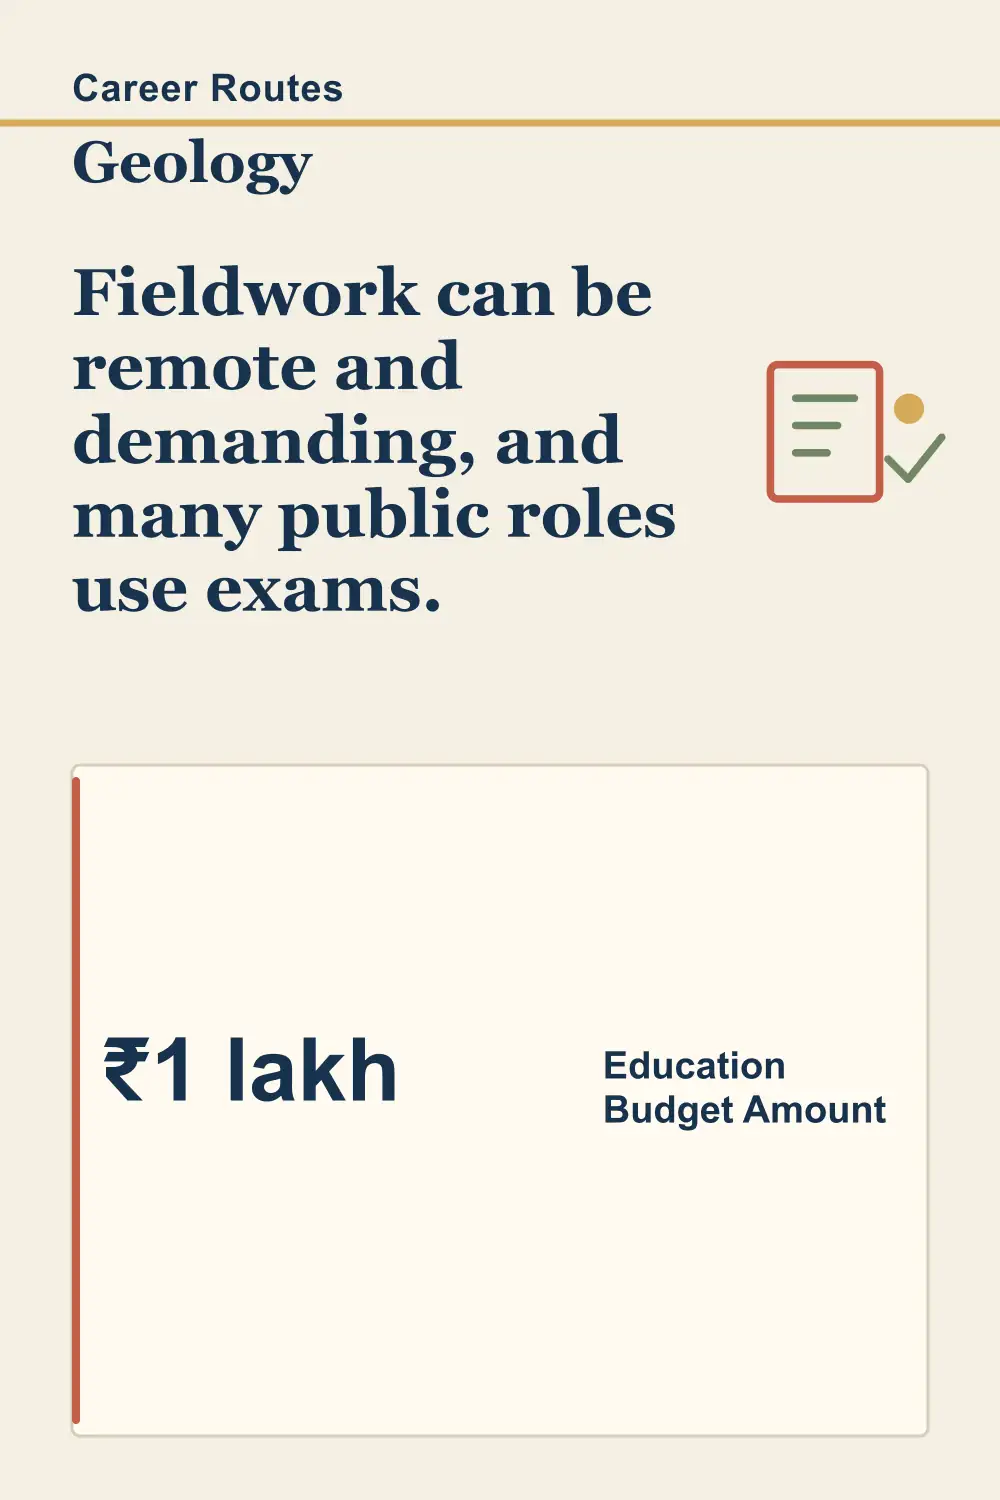 Career Routes
Geology
Fieldwork can be
remote and
demanding, and
many public roles
use exams.
₹1 lakh
Education
Budget Amount